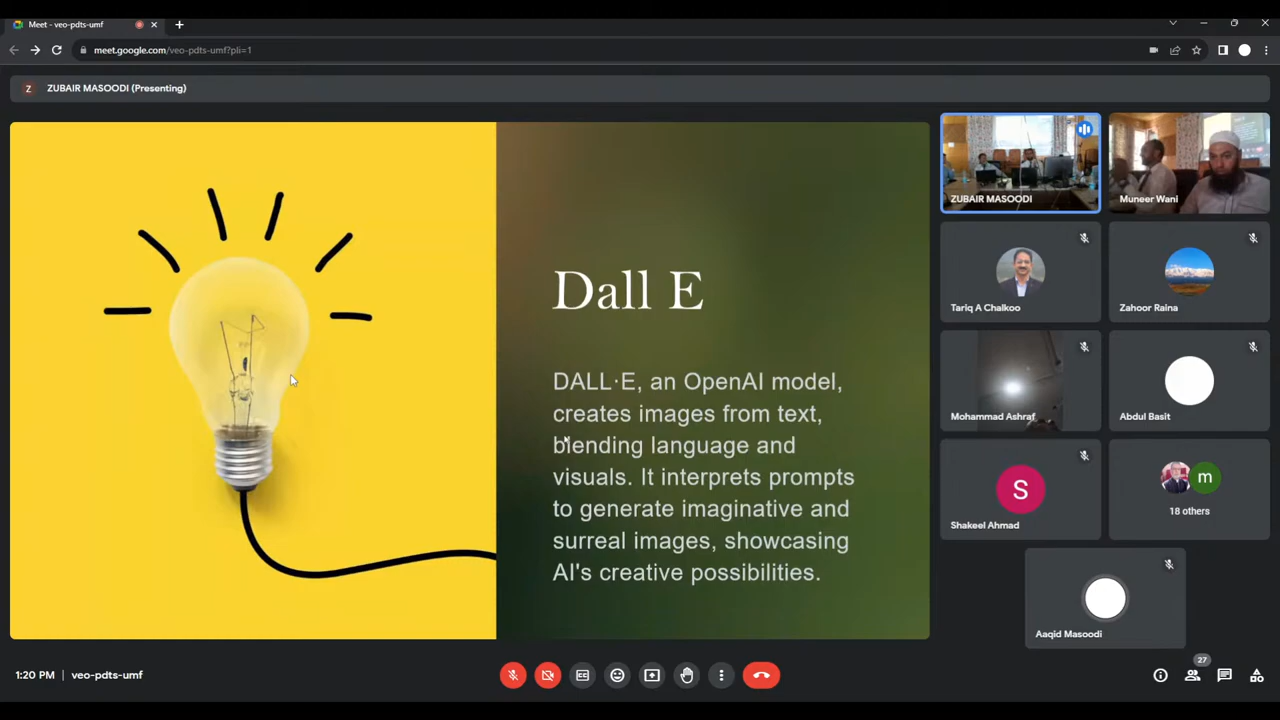 Meet - veo-pdts-umf
meet.google.com/veo-pdts-umf?pli=1
Z ZUBAIR MASOODI (Presenting)
Dall E
DALL·E, an OpenAI model,
creates images from text,
blending language and
visuals. It interprets prompts
to generate imaginative and
surreal images, showcasing
AI's creative possibilities.
ZUBAIR MASOODI
Muneer Wani
Tariq A Chalkoo
Zahoor Raina
Mohammad Ashraf
Abdul Basit
S
Shakeel Ahmad
m
18 others
Aaqid Masoodi
1:20 PM | veo-pdts-umf
27